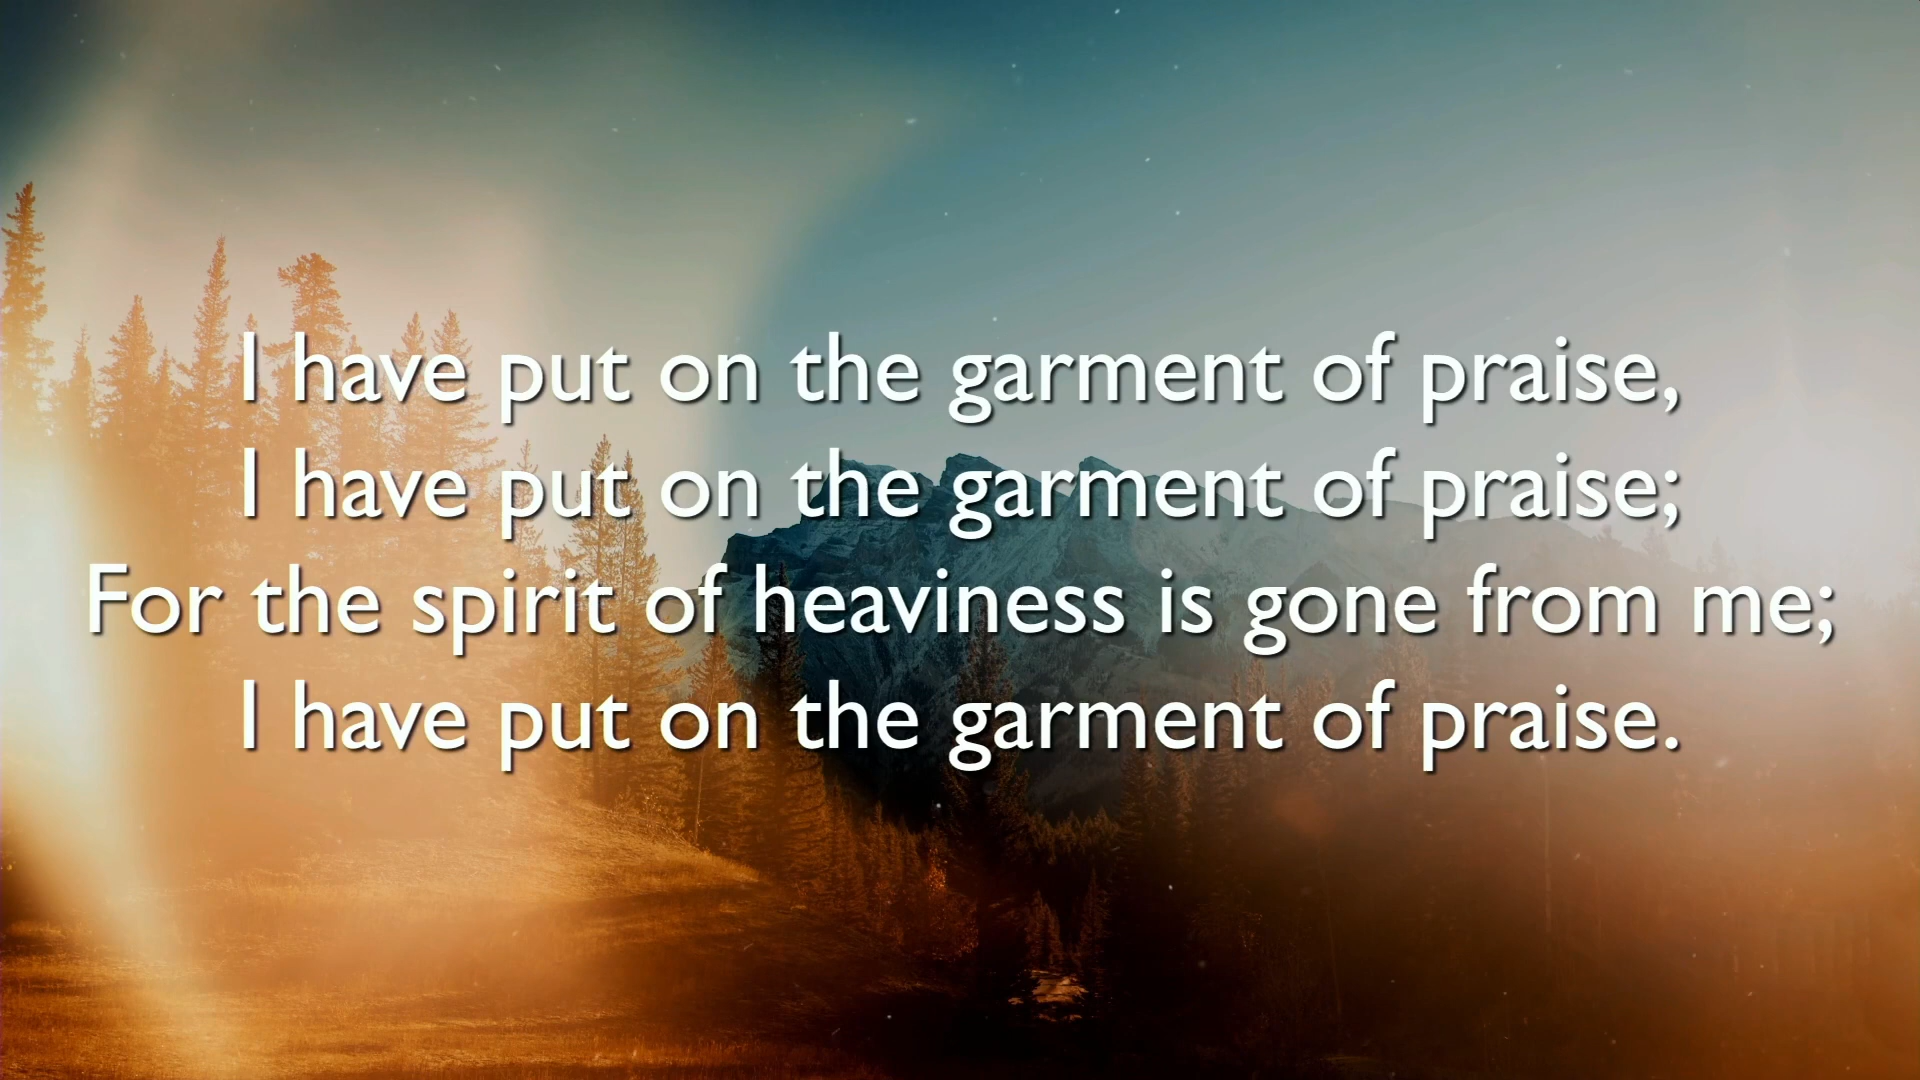 I have put on the garment of praise,
I have put on the garment of praise;
For the spirit of heaviness is gone from me;
I have put on the garment of praise.